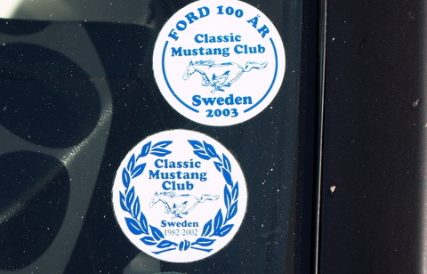 FORD 100 ÅR
Classic
Mustang Club
Sweden
2003
Classic
Mustang
Club
Sweden
1982-2002